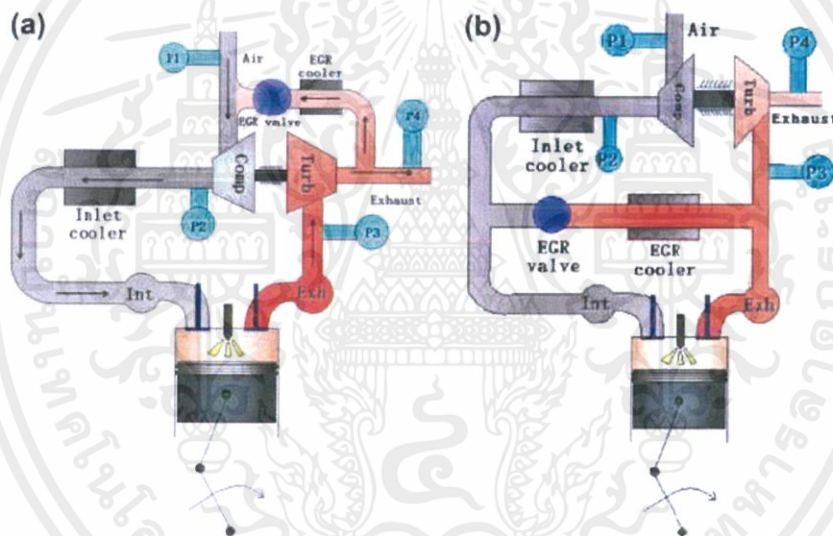 (a)
P1
Air
EGR
cooler
EGR valve
P4
Comp
Turb
Exhaust
Inlet
cooler
P2
P3
Int
Exh
(b)
P1
Air
P4
Comp
Turb
Exhaust
Inlet
cooler
P2
P3
EGR
valve
EGR
cooler
Int
Exh